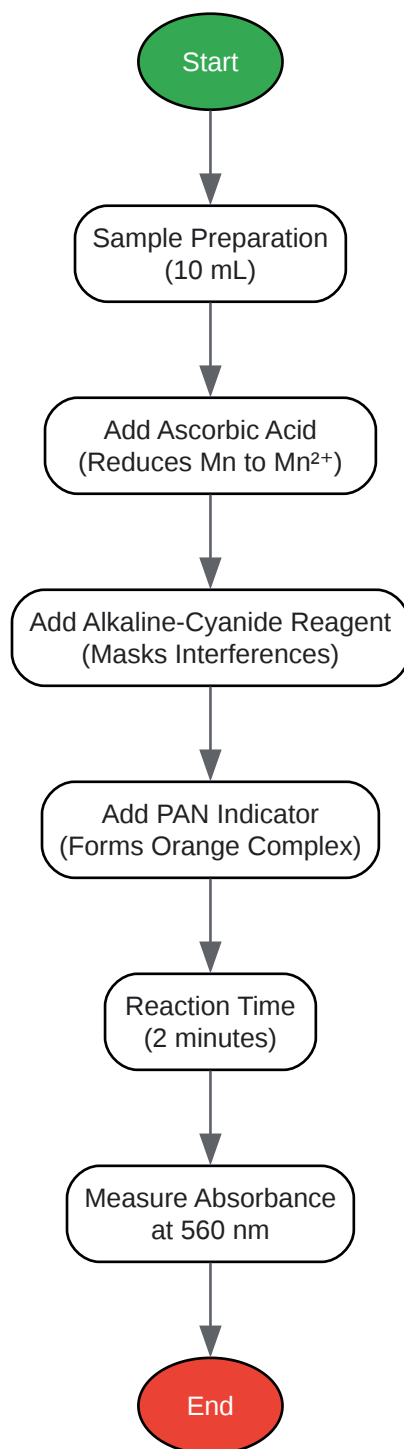 Start
Sample Preparation
(10 mL)
Add Ascorbic Acid
(Reduces Mn to Mn²⁺)
Add Alkaline-Cyanide Reagent
(Masks Interferences)
Add PAN Indicator
(Forms Orange Complex)
Reaction Time
(2 minutes)
Measure Absorbance
at 560 nm
End